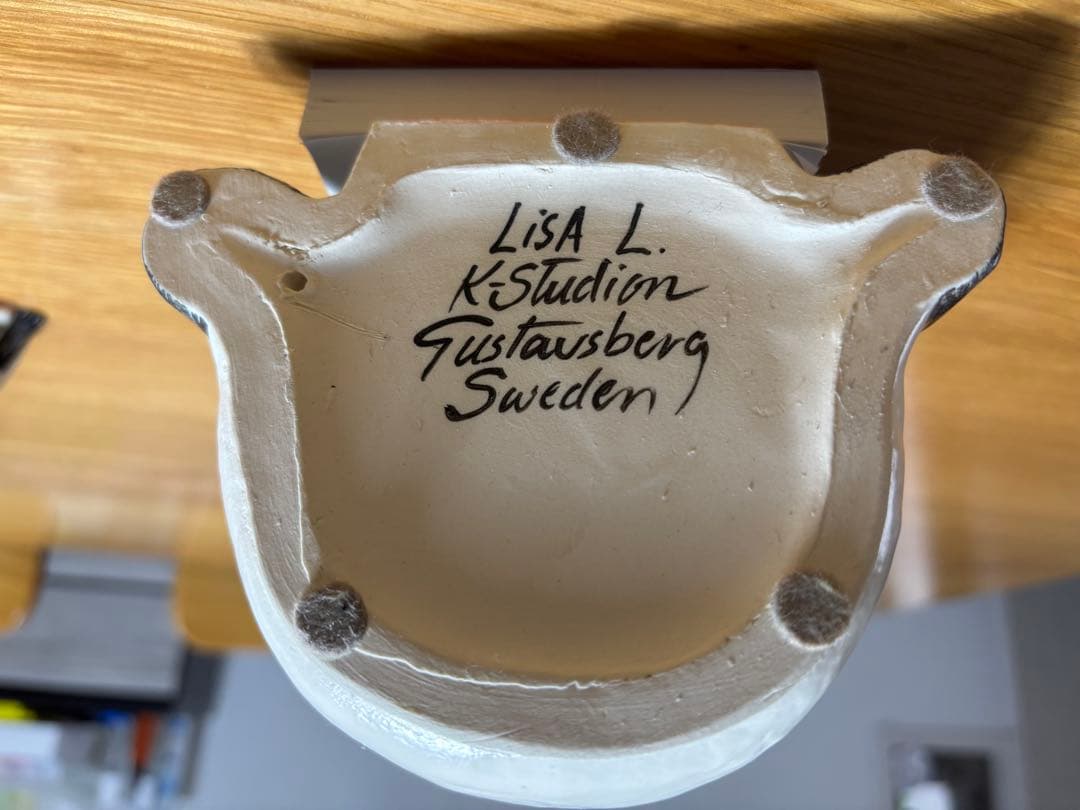 LisA L.
K-Studion
Gustavsberg
Sweden